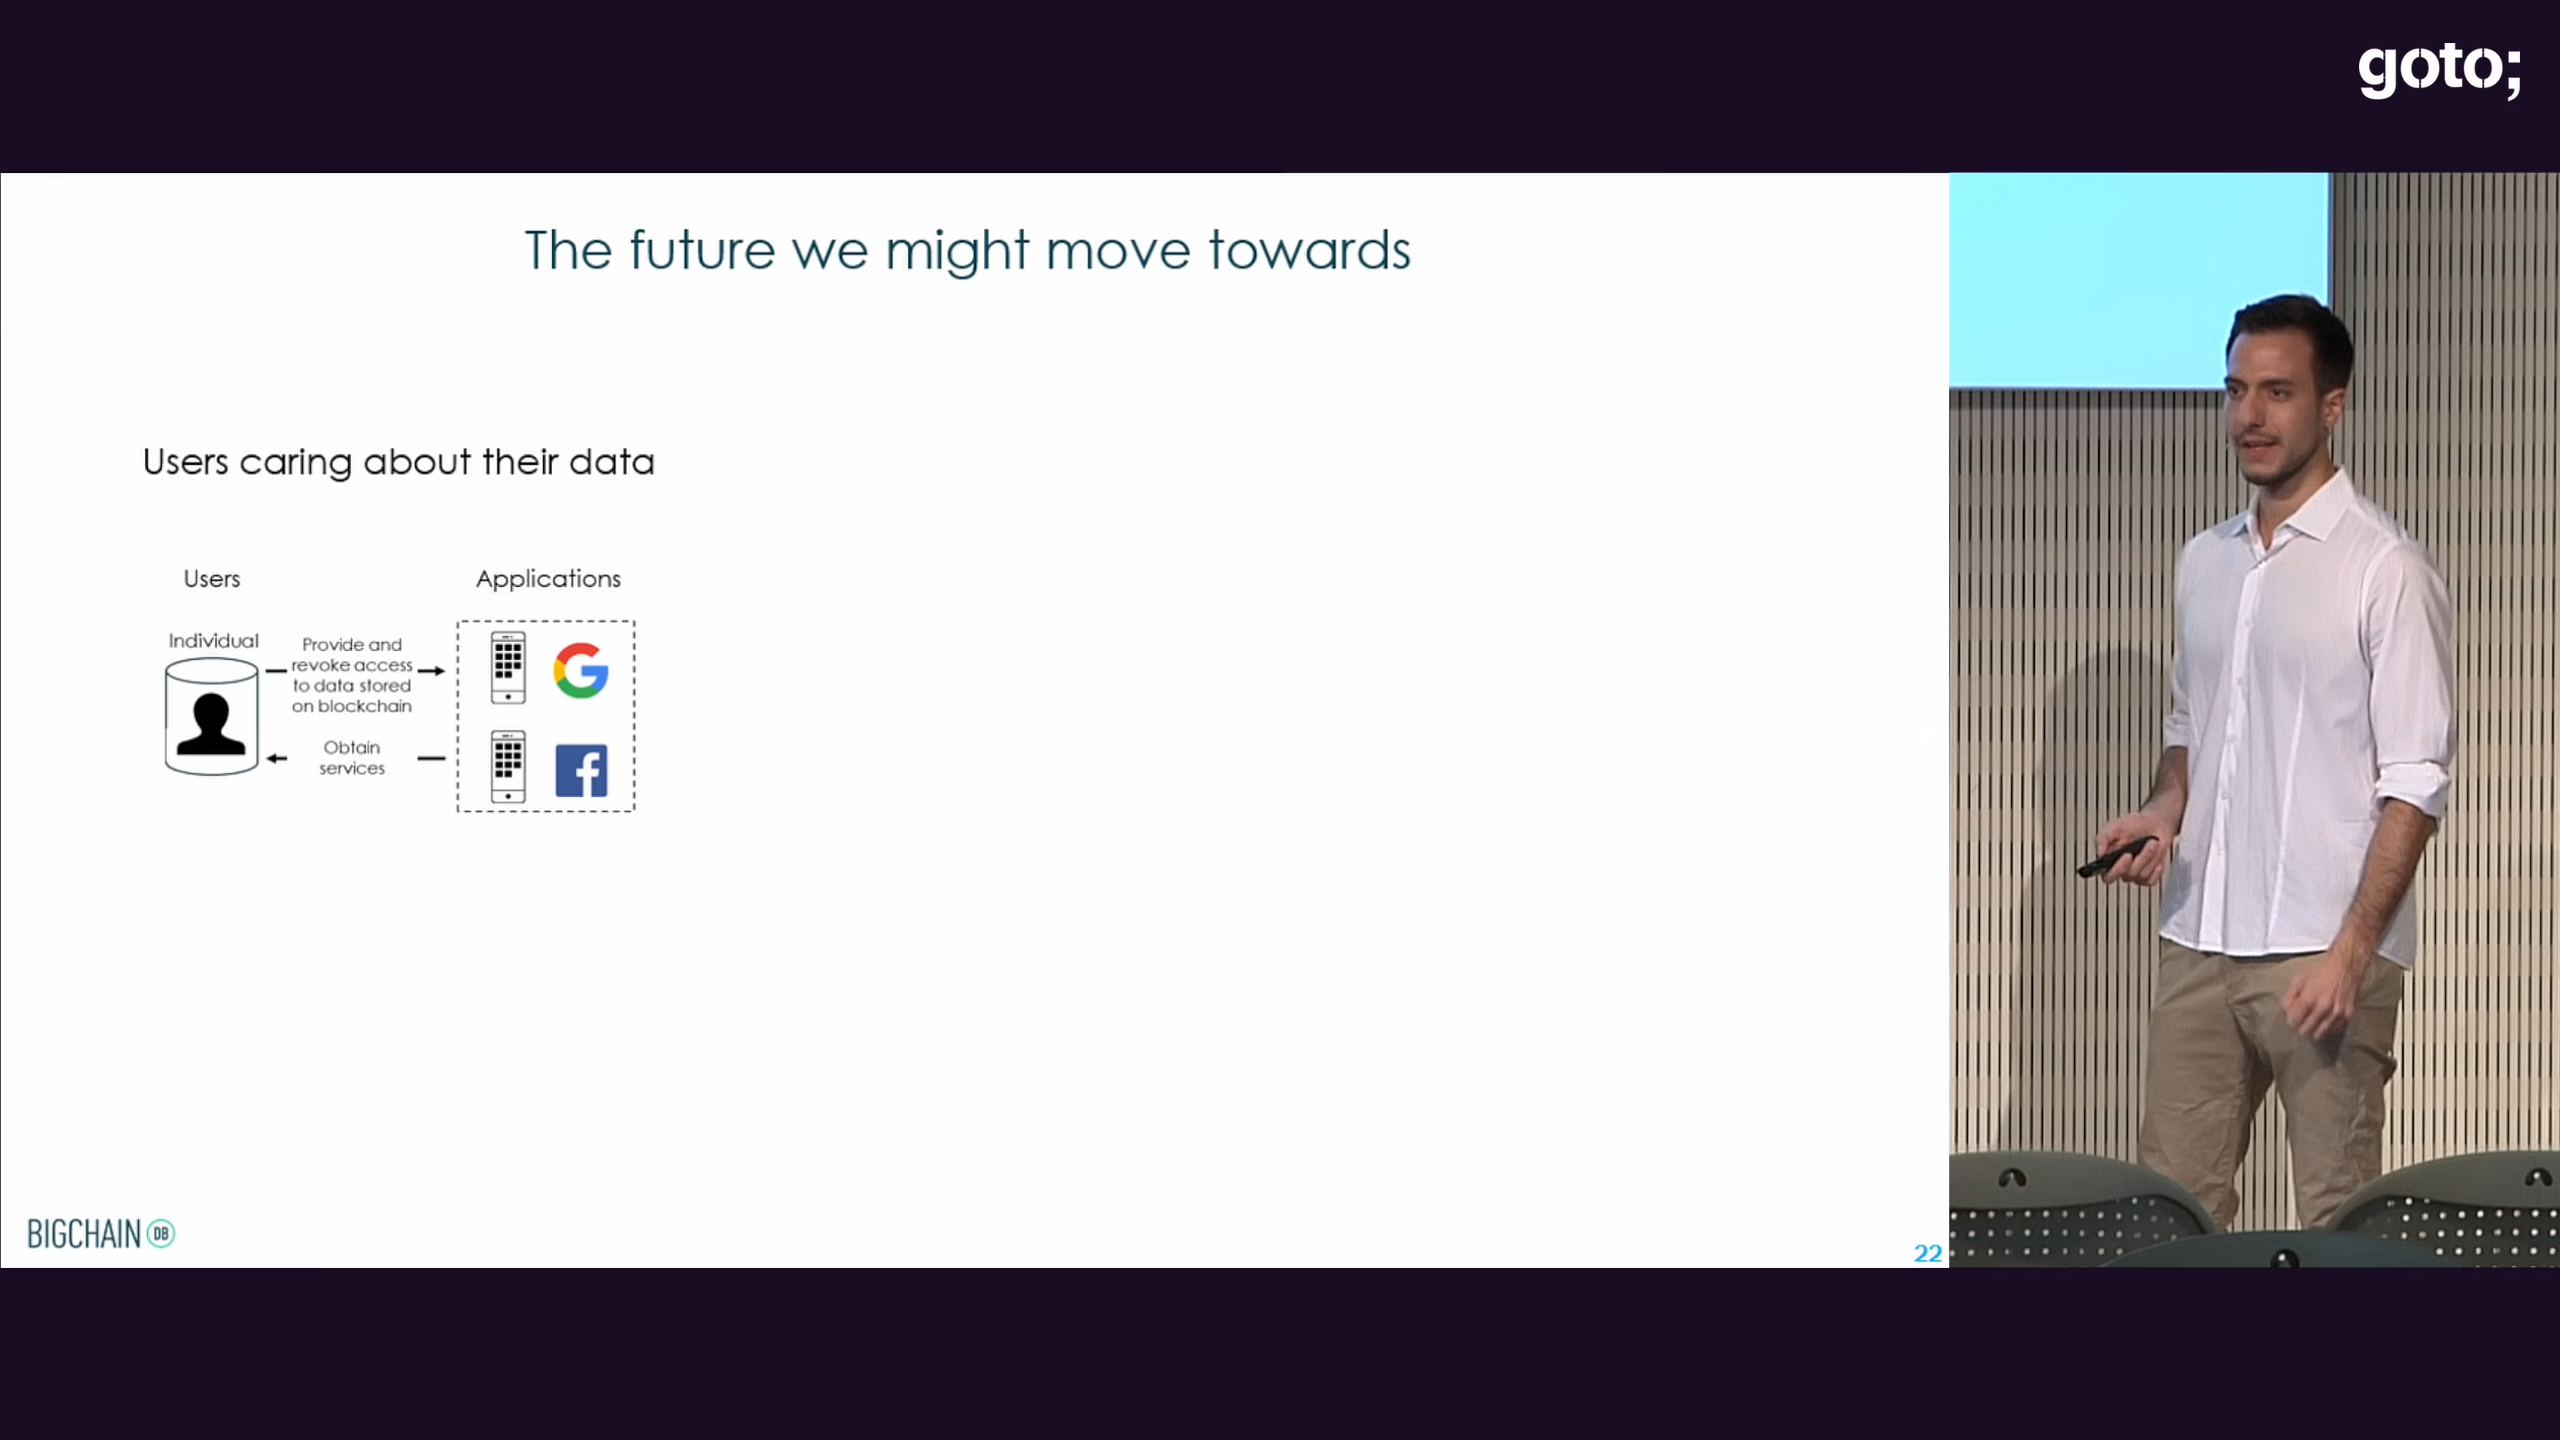 goto;
The future we might move towards
Users caring about their data
Users
Applications
Individual
Provide and
revoke access
to data stored
on blockchain
Obtain
services
BIGCHAIN DB
22